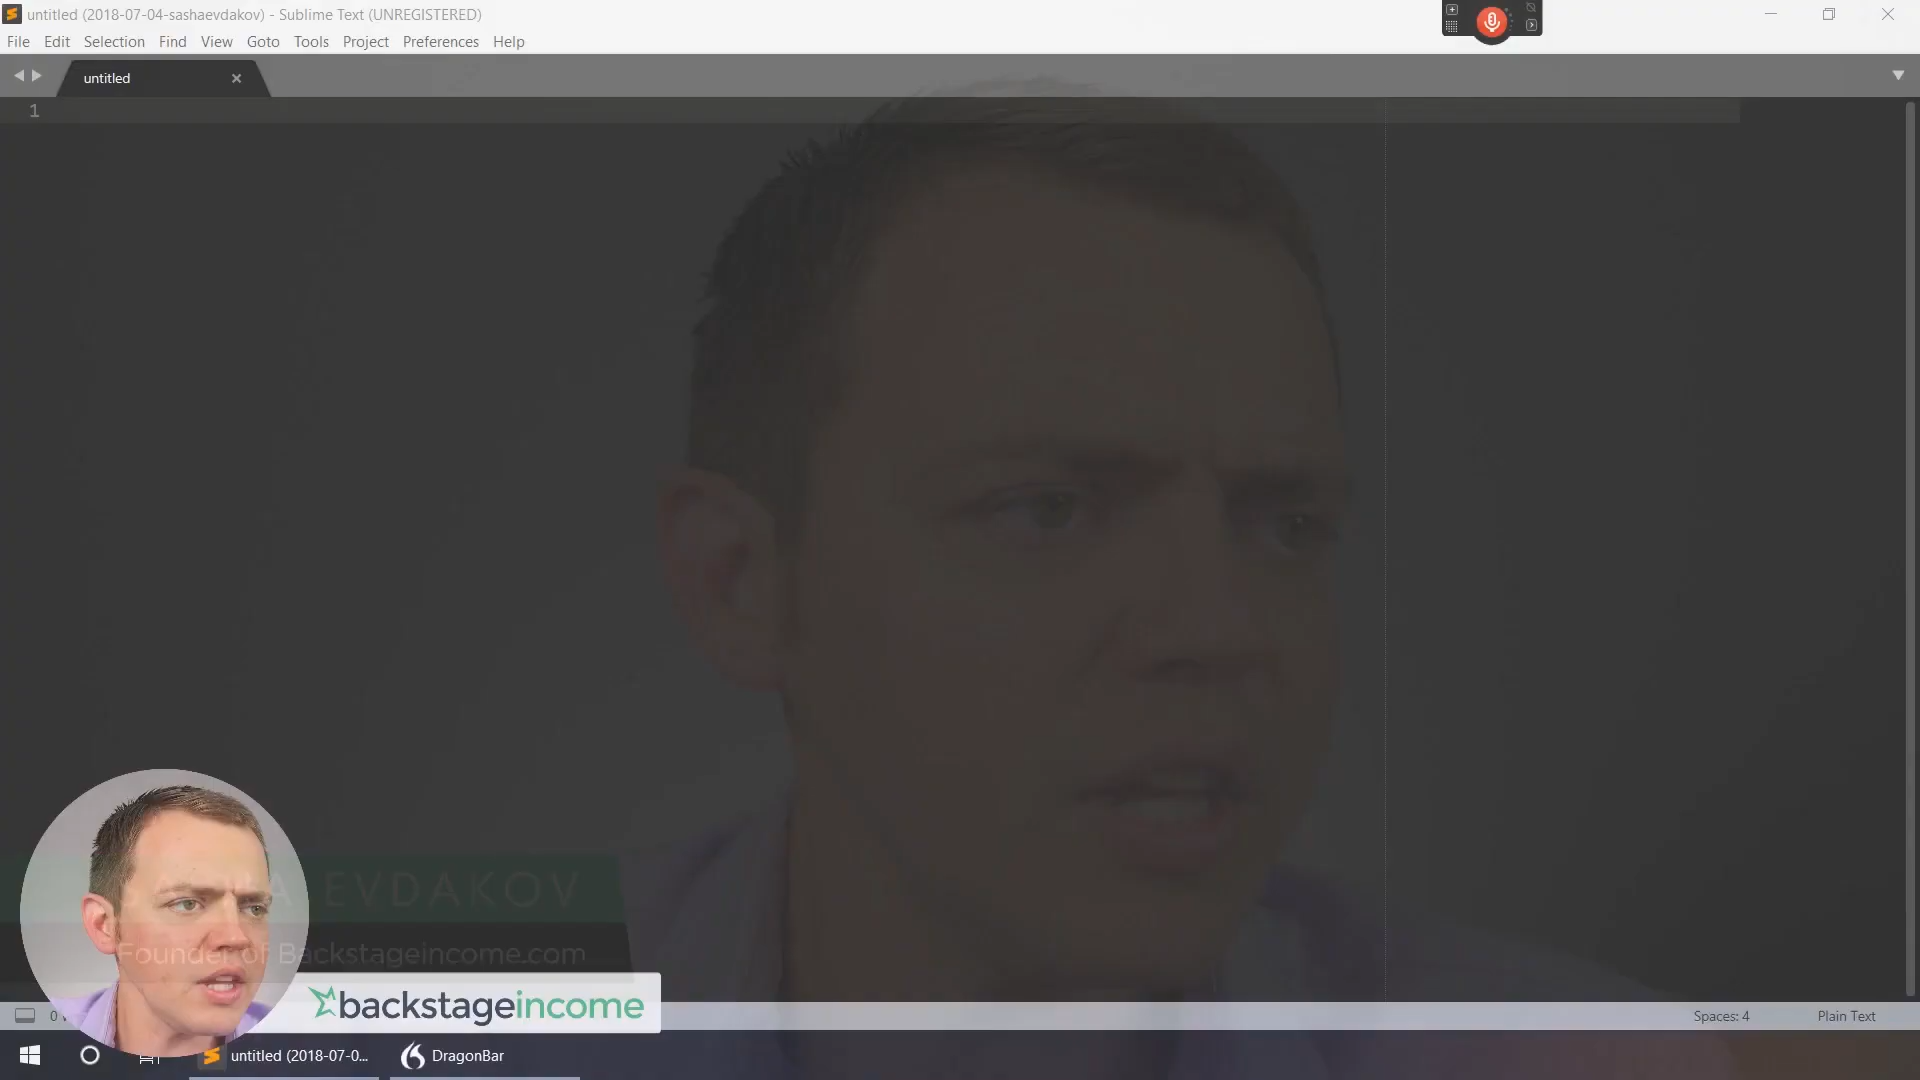 untitled (2018-07-04-sashaevdakov) - Sublime Text (UNREGISTERED)
File Edit Selection Find View Goto Tools Project Preferences Help
untitled
1
EVDAKOV
Founder of Backstageincome.com
backstageincome
0
Spaces: 4 Plain Text
untitled (2018-07-0... DragonBar